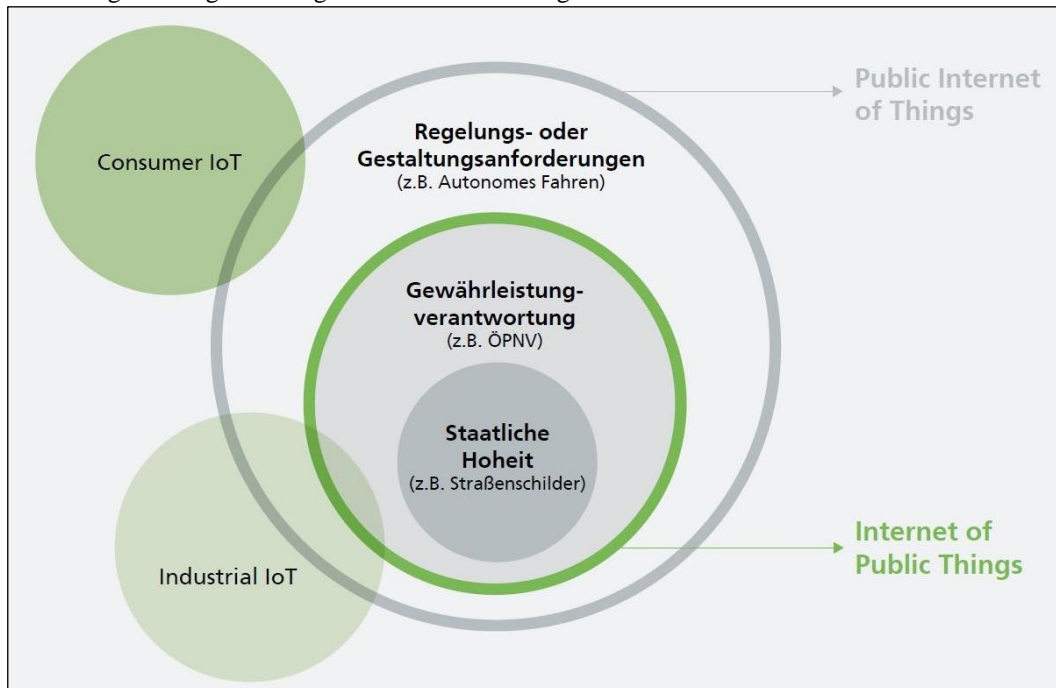 Consumer IoT
Regelungs- oder
Gestaltungsanforderungen
(z.B. Autonomes Fahren)
Public Internet
of Things
Gewährleistung-
verantwortung
(z.B. ÖPNV)
Staatliche
Hoheit
(z.B. Straßenschilder)
Industrial IoT
Internet of
Public Things